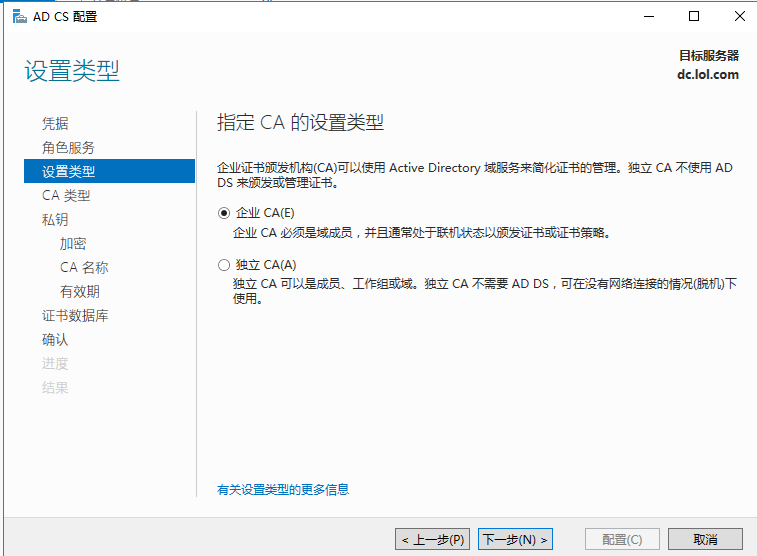 AD CS 配置
设置类型
目标服务器
dc.lol.com
凭据
角色服务
设置类型
CA 类型
私钥
加密
CA 名称
有效期
证书数据库
确认
进度
结果
指定 CA 的设置类型
企业证书颁发机构(CA)可以使用 Active Directory 域服务来简化证书的管理。独立 CA 不使用 AD
DS 来颁发或管理证书。
企业 CA(E)
企业 CA 必须是域成员，并且通常处于联机状态以颁发证书或证书策略。
独立 CA(A)
独立 CA 可以是成员、工作组或域。独立 CA 不需要 AD DS，可在没有网络连接的情况(脱机)下
使用。
有关设置类型的更多信息
< 上一步(P)
下一步(N) >
配置(C)
取消